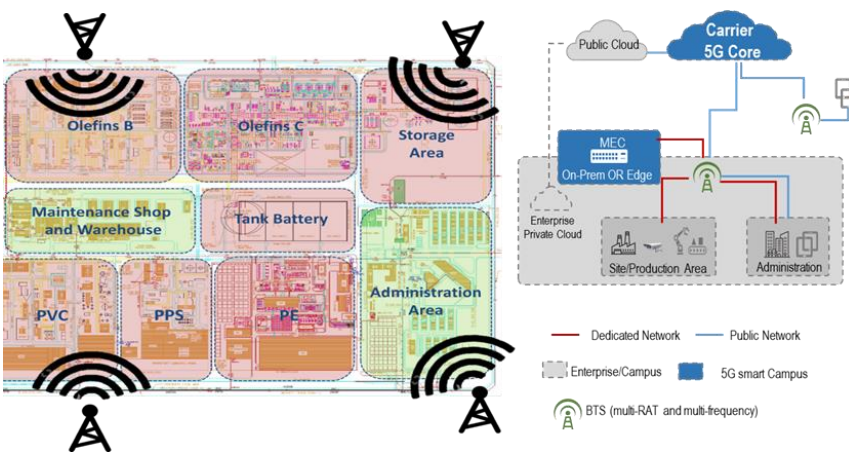 Olefins B
Olefins C
Storage
Area
Maintenance Shop
and Warehouse
Tank Battery
Administration
Area
PVC
PPS
PE
Public Cloud
Carrier
5G Core
MEC
On-Prem OR Edge
Enterprise
Private Cloud
Site/Production Area
Administration
Dedicated Network
Public Network
Enterprise/Campus
5G smart Campus
BTS (multi-RAT and multi-frequency)